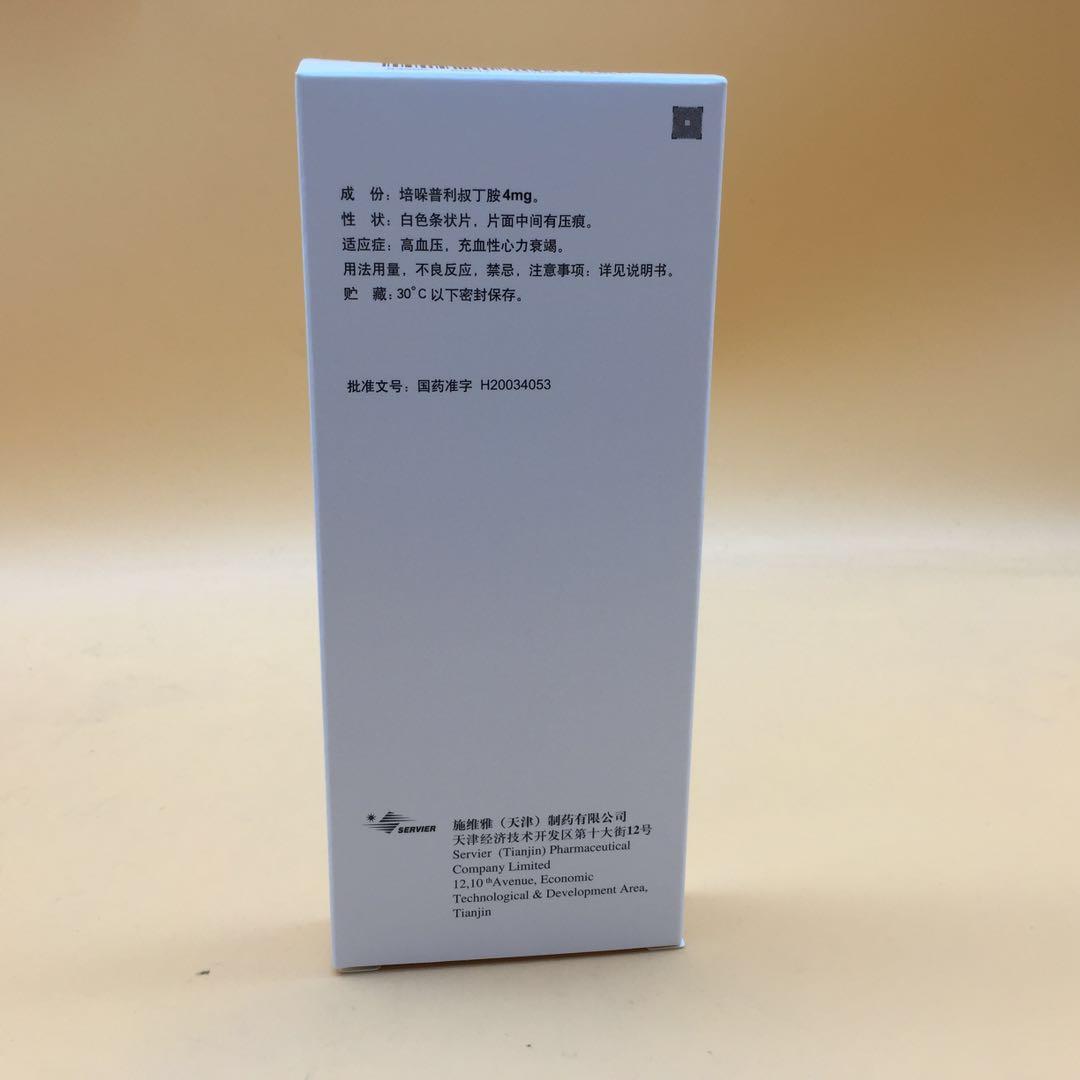 成 份：培哚普利叔丁胺4mg。
性 状：白色条状片，片面中间有压痕。
适应症：高血压，充血性心力衰竭。
用法用量，不良反应，禁忌，注意事项：详见说明书。
贮 藏：30°C以下密封保存。
批准文号：国药准字 H20034053
SERVIER
施维雅（天津）制药有限公司
天津经济技术开发区第十大街12号
Servier (Tianjin) Pharmaceutical
Company Limited
12,10 th Avenue, Economic
Technological & Development Area,
Tianjin